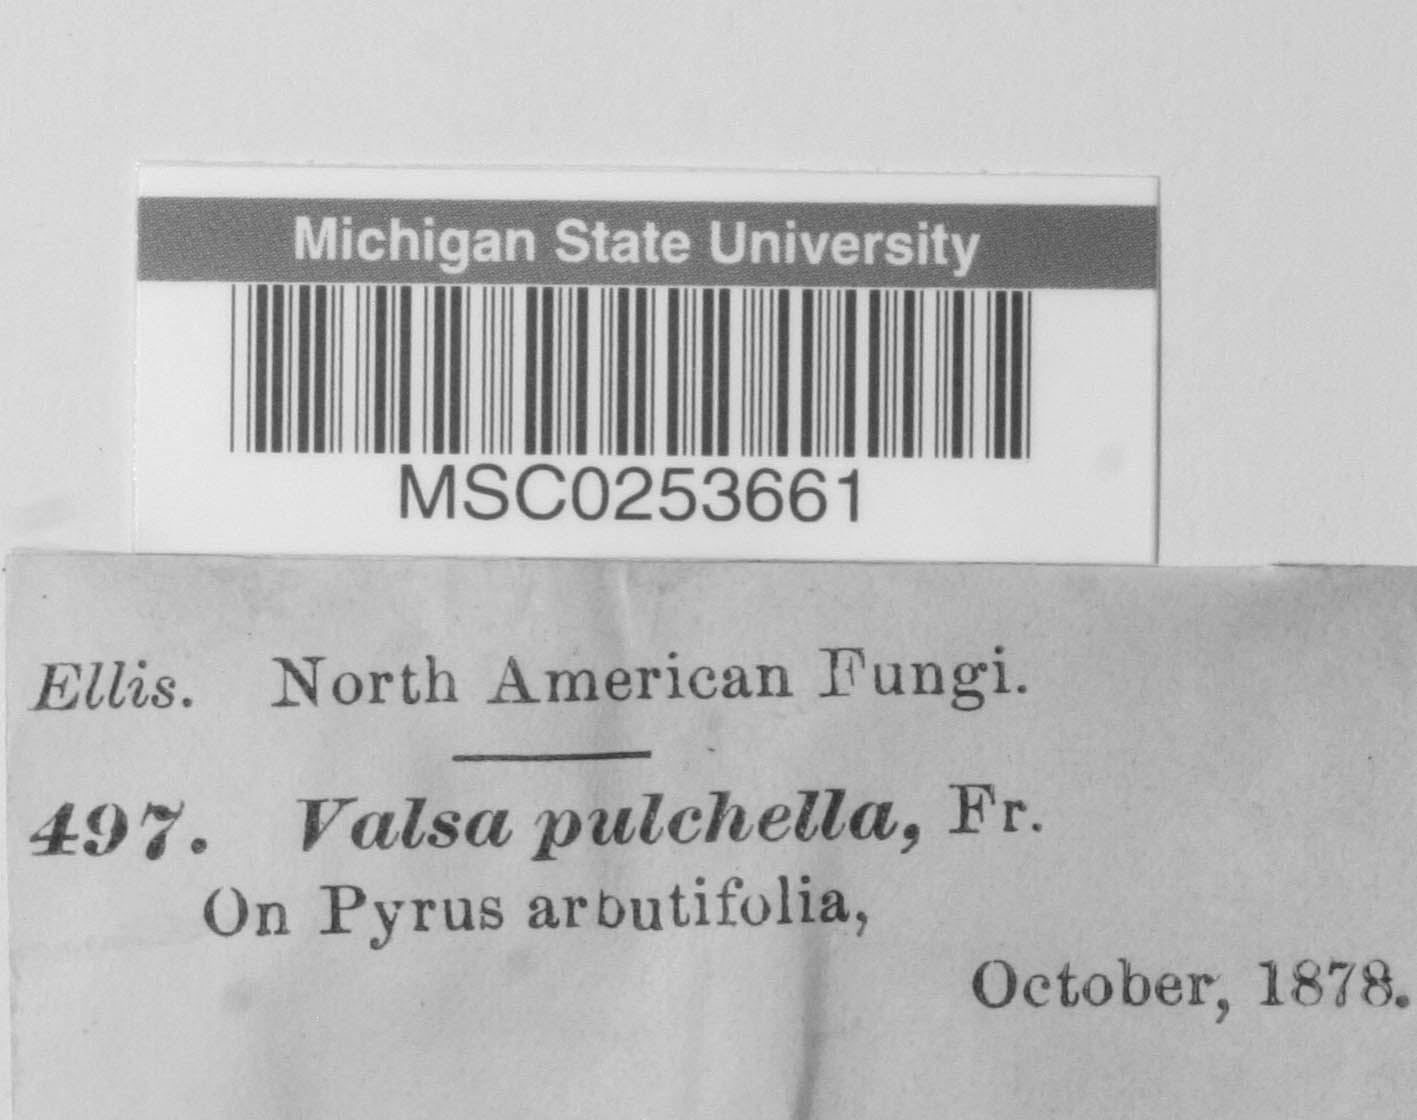 Michigan State University
MSC0253661
Ellis. North American Fungi.
497. Valsa pulchella, Fr.
On Pyrus arbutifolia,
October, 1878.